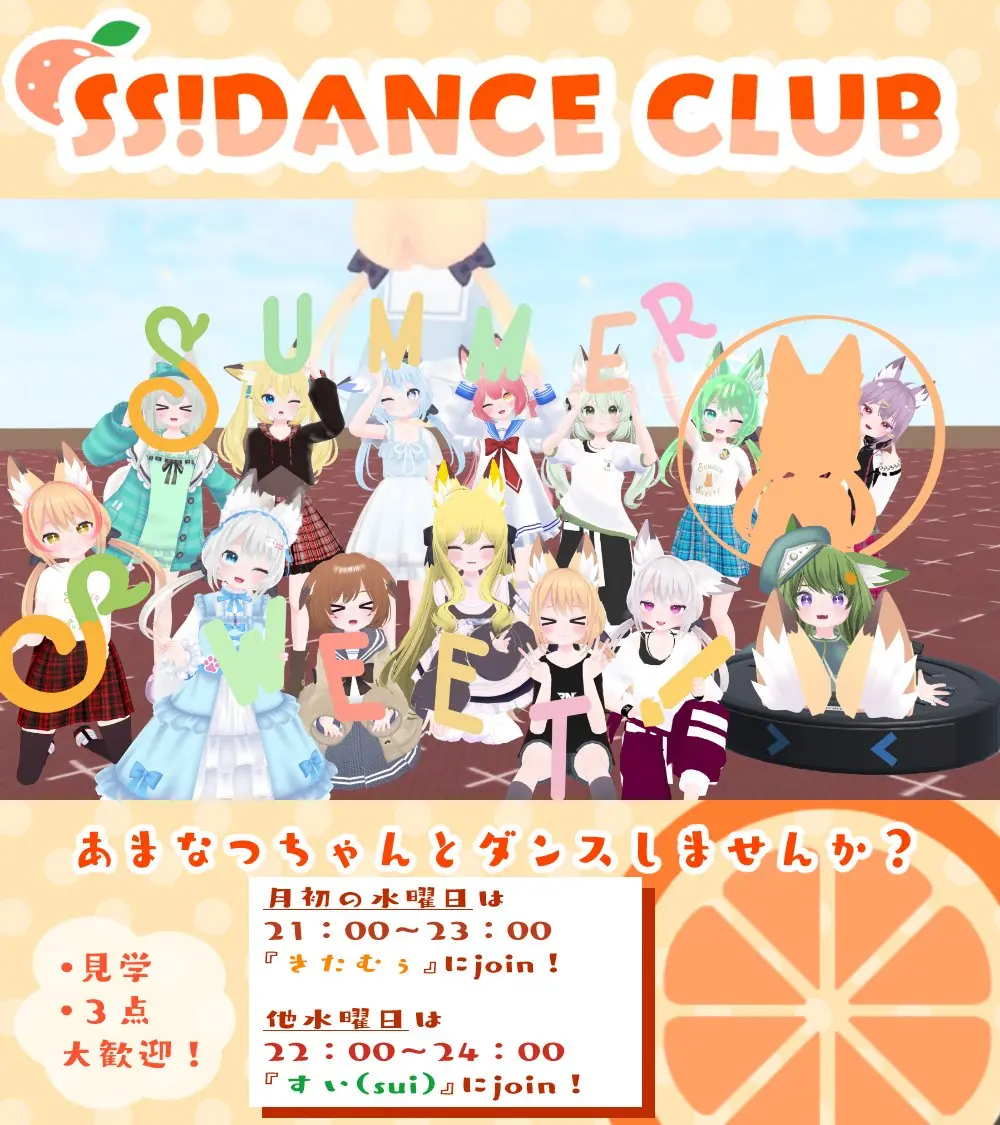 SS!DANCE CLUB
SUMMER
SWEET!
SUMMER
SWEET!
あまなつちゃんとダンスしませんか?
・見学
・3点
大歓迎!
月初の水曜日は
21:00~23:00
『きたむぅ』にjoin!
他水曜日は
22:00~24:00
『すい(sui)』にjoin!